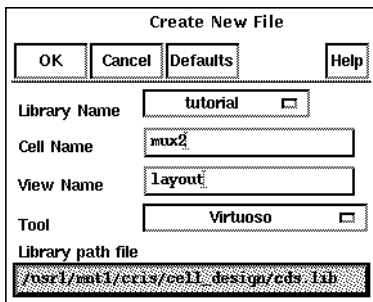 Create New File
OK Cancel Defaults Help
Library Name tutorial
Cell Name mux2
View Name layout
Tool Virtuoso
Library path file
/usr1/mnt1/cris/cell_design/cds.lib